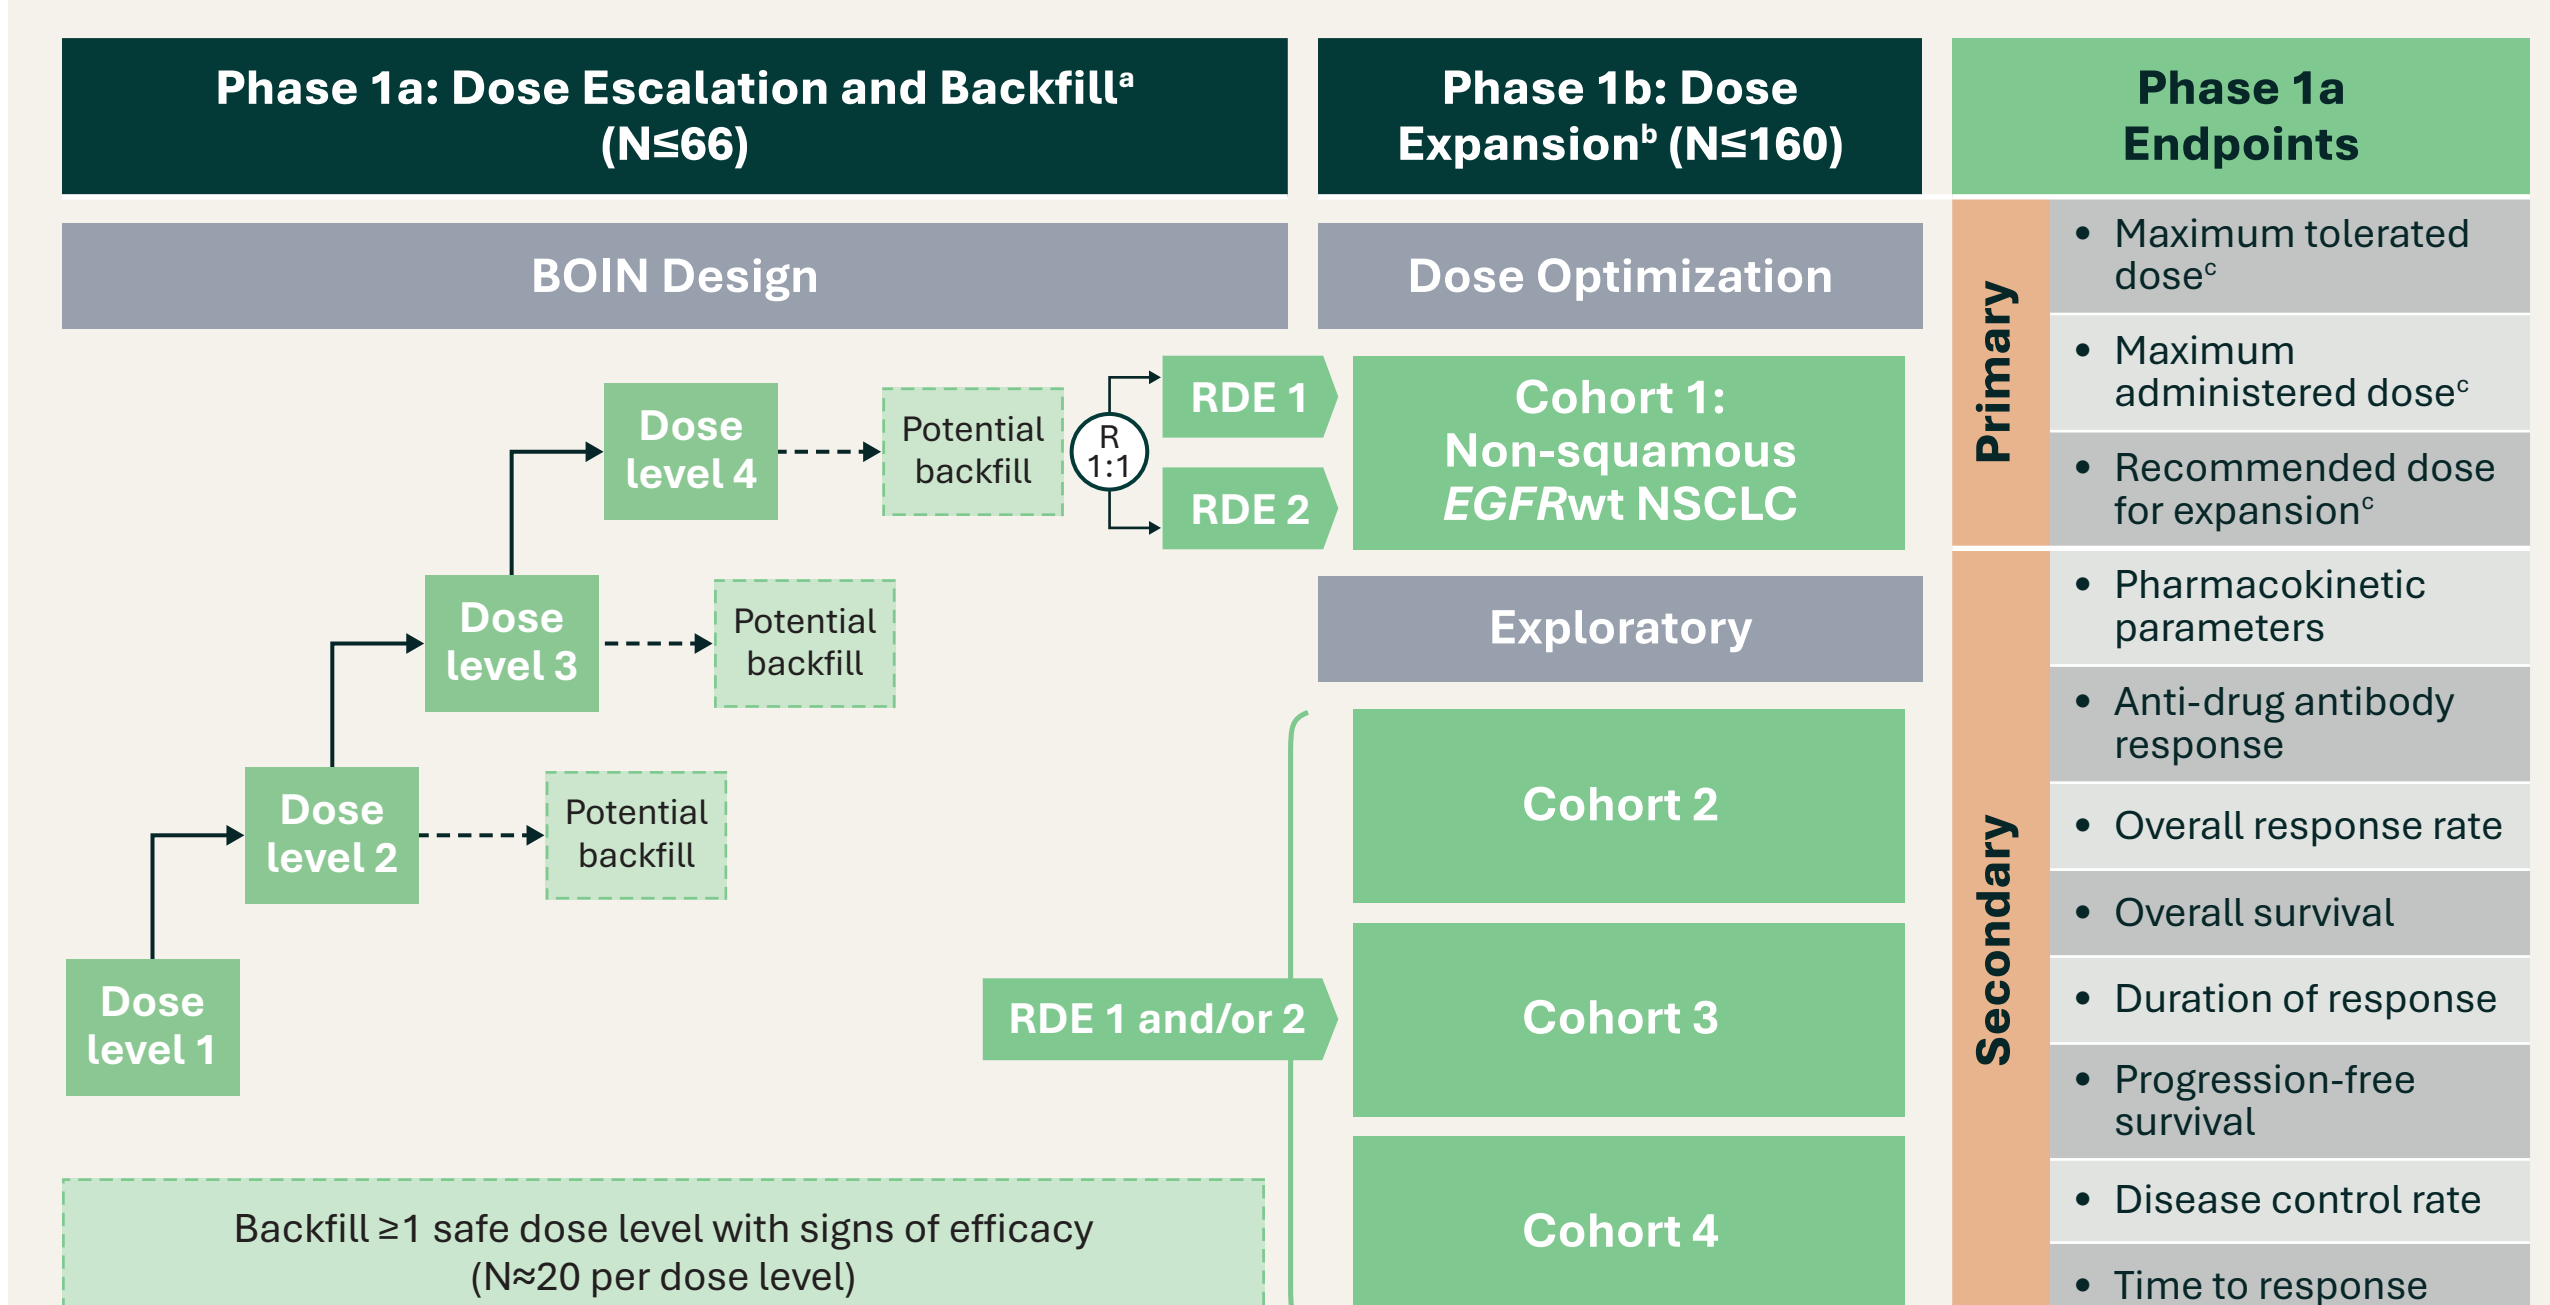 Phase 1a: Dose Escalation and Backfillᵃ
(N≤66)
BOIN Design
Dose
level 4
Potential
backfill
R
1:1
RDE 1
RDE 2
Dose
level 3
Potential
backfill
Dose
level 2
Potential
backfill
Dose
level 1
RDE 1 and/or 2
Backfill ≥1 safe dose level with signs of efficacy
(N≈20 per dose level)
Phase 1b: Dose
Expansionᵇ (N≤160)
Dose Optimization
Cohort 1:
Non-squamous
EGFRwt NSCLC
Exploratory
Cohort 2
Cohort 3
Cohort 4
Phase 1a
Endpoints
Primary
• Maximum tolerated
doseᶜ
• Maximum
administered doseᶜ
• Recommended dose
for expansionᶜ
Secondary
• Pharmacokinetic
parameters
• Anti-drug antibody
response
• Overall response rate
• Overall survival
• Duration of response
• Progression-free
survival
• Disease control rate
• Time to response